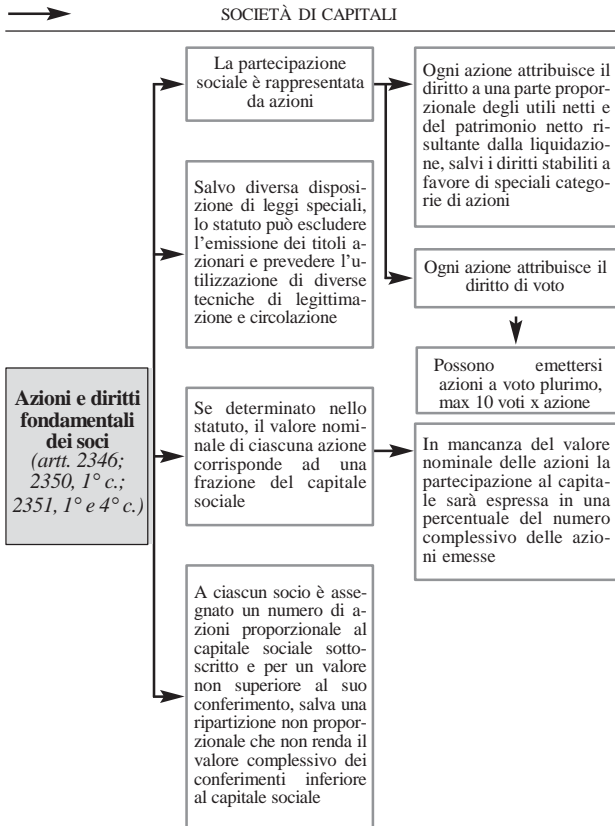 SOCIETÀ DI CAPITALI
La partecipazione
sociale è rappresentata
da azioni
Ogni azione attribuisce il
diritto a una parte propor-
zionale degli utili netti e
del patrimonio netto ri-
sultante dalla liquidazio-
ne, salvi i diritti stabiliti a
favore di speciali catego-
rie di azioni
Salvo diversa disposi-
zione di leggi speciali,
lo statuto può escludere
l’emissione dei titoli a-
zionari e prevedere l’u-
tilizzazione di diverse
tecniche di legittima-
zione e circolazione
Ogni azione attribuisce il
diritto di voto
Possono emettersi
azioni a voto plurimo,
max 10 voti x azione
Azioni e diritti
fondamentali
dei soci
(artt. 2346;
2350, 1° c.;
2351, 1° e 4° c.)
Se determinato nello
statuto, il valore nomi-
nale di ciascuna azione
corrisponde ad una
frazione del capitale
sociale
In mancanza del valore
nominale delle azioni la
partecipazione al capita-
le sarà espressa in una
percentuale del numero
complessivo delle azio-
ni emesse
A ciascun socio è asse-
gnato un numero di a-
zioni proporzionale al
capitale sociale sotto-
scritto e per un valore
non superiore al suo
conferimento, salva una
ripartizione non propor-
zionale che non renda il
valore complessivo dei
conferimenti inferiore
al capitale sociale